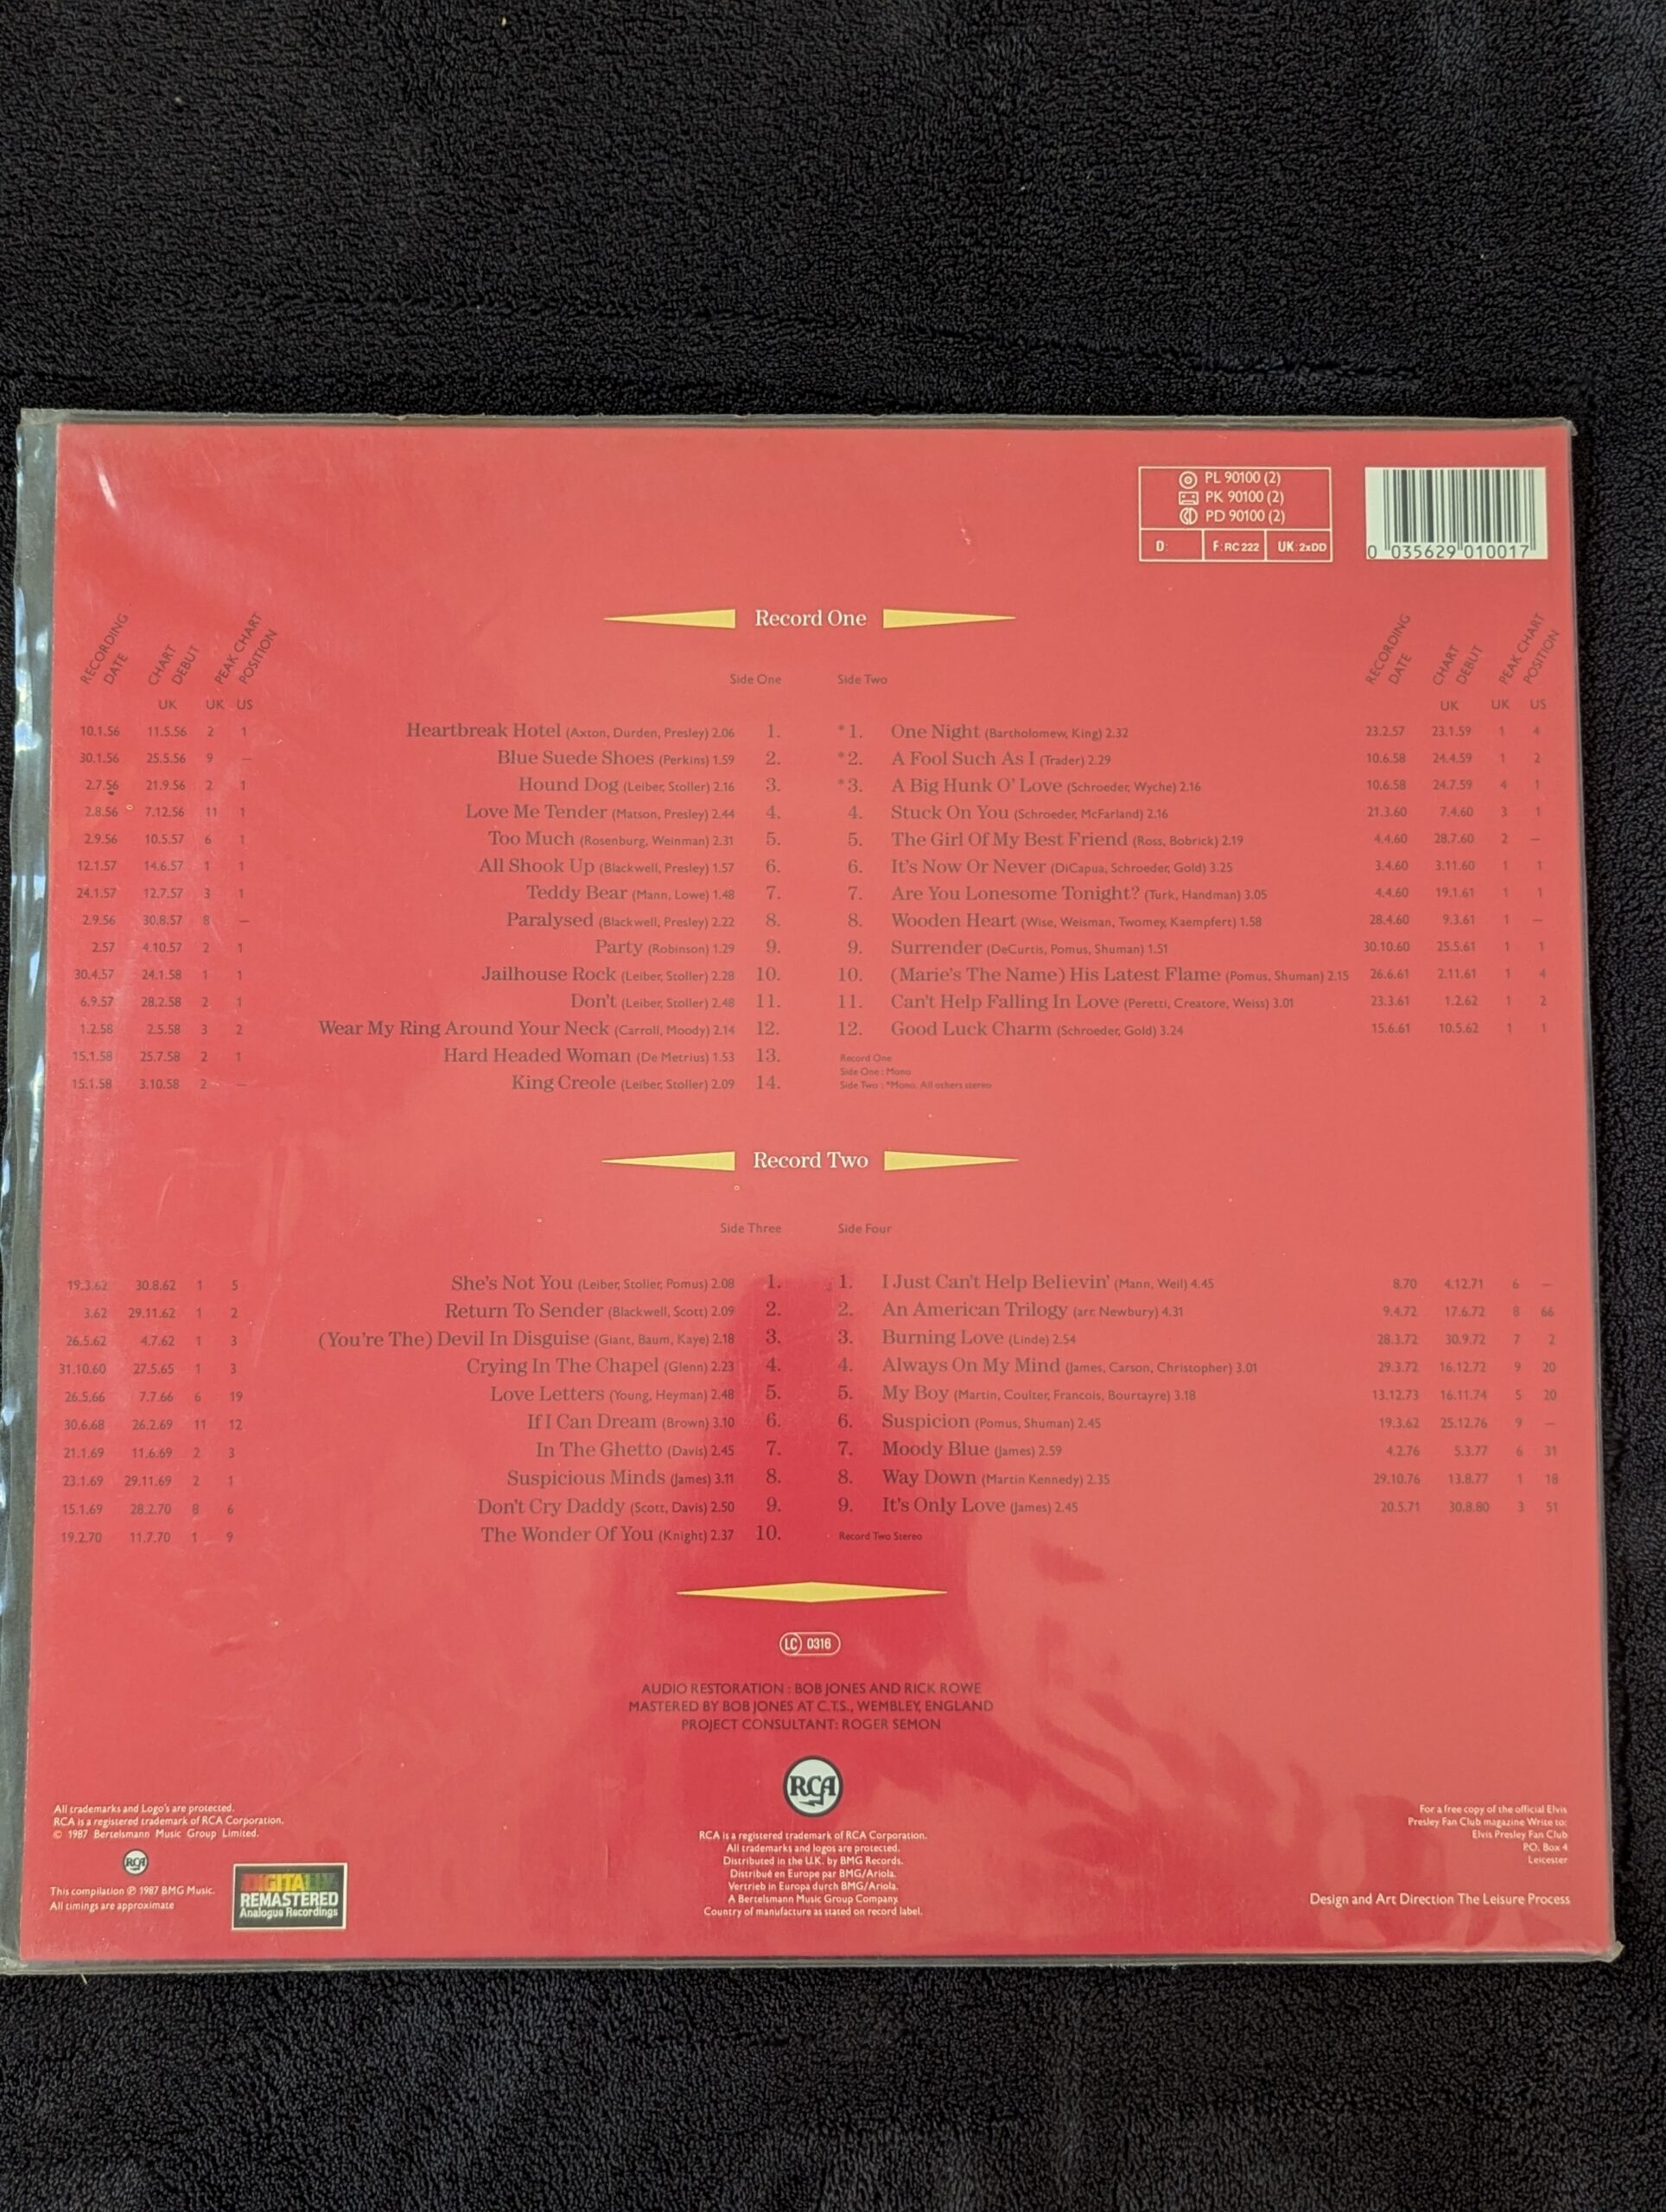 PL 90100 (2)
PK 90100 (2)
PD 90100 (2)
D: F: RC 222 UK: 2xDD
0 035629 010017
Record One
RECORDING DATE CHART DEBUT PEAK CHART POSITION
RECORDING DATE CHART DEBUT PEAK CHART POSITION
Side One Side Two
UK UK US UK UK US
10.1.56 11.5.56 2 1 Heartbreak Hotel (Axton, Durden, Presley) 2.06 1. *1. One Night (Bartholomew, King) 2.32 23.2.57 23.1.59 1 4
30.1.56 25.5.56 9 — Blue Suede Shoes (Perkins) 1.59 2. *2. A Fool Such As I (Trader) 2.29 10.6.58 24.4.59 1 2
2.7.56 21.9.56 2 1 Hound Dog (Leiber, Stoller) 2.16 3. *3. A Big Hunk O' Love (Schroeder, Wyche) 2.16 10.6.58 24.7.59 4 1
2.8.56 7.12.56 11 1 Love Me Tender (Matson, Presley) 2.44 4. 4. Stuck On You (Schroeder, McFarland) 2.16 21.3.60 7.4.60 3 1
2.9.56 10.5.57 6 1 Too Much (Rosenburg, Weinman) 2.31 5. 5. The Girl Of My Best Friend (Ross, Bobrick) 2.19 4.4.60 28.7.60 2 —
12.1.57 14.6.57 1 1 All Shook Up (Blackwell, Presley) 1.57 6. 6. It's Now Or Never (DiCapua, Schroeder, Gold) 3.25 3.4.60 3.11.60 1 1
24.1.57 12.7.57 3 1 Teddy Bear (Mann, Lowe) 1.48 7. 7. Are You Lonesome Tonight? (Turk, Handman) 3.05 4.4.60 19.1.61 1 1
2.9.56 30.8.57 8 — Paralysed (Blackwell, Presley) 2.22 8. 8. Wooden Heart (Wise, Weisman, Twomey, Kaempfert) 1.58 28.4.60 9.3.61 1 —
2.57 4.10.57 2 1 Party (Robinson) 1.29 9. 9. Surrender (DeCurtis, Pomus, Shuman) 1.51 30.10.60 25.5.61 1 1
30.4.57 24.1.58 1 1 Jailhouse Rock (Leiber, Stoller) 2.28 10. 10. (Marie's The Name) His Latest Flame (Pomus, Shuman) 2.15 26.6.61 2.11.61 1 4
6.9.57 28.2.58 2 1 Don't (Leiber, Stoller) 2.48 11. 11. Can't Help Falling In Love (Peretti, Creatore, Weiss) 3.01 23.3.61 1.2.62 1 2
1.2.58 2.5.58 3 2 Wear My Ring Around Your Neck (Carroll, Moody) 2.14 12. 12. Good Luck Charm (Schroeder, Gold) 3.24 15.6.61 10.5.62 1 1
15.1.58 25.7.58 2 1 Hard Headed Woman (De Metrius) 1.53 13.
15.1.58 3.10.58 2 — King Creole (Leiber, Stoller) 2.09 14.
Record One
Side One : Mono
Side Two : *Mono. All others stereo
Record Two
Side Three Side Four
19.3.62 30.8.62 1 5 She's Not You (Leiber, Stoller, Pomus) 2.08 1. 1. I Just Can't Help Believin' (Mann, Weil) 4.45 8.70 4.12.71 6 —
3.62 29.11.62 1 2 Return To Sender (Blackwell, Scott) 2.09 2. 2. An American Trilogy (arr. Newbury) 4.31 9.4.72 17.6.72 8 66
26.5.62 4.7.62 1 3 (You're The) Devil In Disguise (Giant, Baum, Kaye) 2.18 3. 3. Burning Love (Linde) 2.54 28.3.72 30.9.72 7 2
31.10.60 27.5.65 1 3 Crying In The Chapel (Glenn) 2.23 4. 4. Always On My Mind (James, Carson, Christopher) 3.01 29.3.72 16.12.72 9 20
26.5.66 7.7.66 6 19 Love Letters (Young, Heyman) 2.48 5. 5. My Boy (Martin, Coulter, Francois, Bourtayre) 3.18 13.12.73 16.11.74 5 20
30.6.68 26.2.69 11 12 If I Can Dream (Brown) 3.10 6. 6. Suspicion (Pomus, Shuman) 2.45 19.3.62 25.12.76 9 —
21.1.69 11.6.69 2 3 In The Ghetto (Davis) 2.45 7. 7. Moody Blue (James) 2.59 4.2.76 5.3.77 6 31
23.1.69 29.11.69 2 1 Suspicious Minds (James) 3.11 8. 8. Way Down (Martin Kennedy) 2.35 29.10.76 13.8.77 1 18
15.1.69 28.2.70 8 6 Don't Cry Daddy (Scott, Davis) 2.50 9. 9. It's Only Love (James) 2.45 20.5.71 30.8.80 3 51
19.2.70 11.7.70 1 9 The Wonder Of You (Knight) 2.37 10. Record Two Stereo
LC 0316
AUDIO RESTORATION : BOB JONES AND RICK ROWE
MASTERED BY BOB JONES AT C.T.S., WEMBLEY, ENGLAND
PROJECT CONSULTANT: ROGER SEMON
RCA
All trademarks and Logo's are protected.
RCA is a registered trademark of RCA Corporation.
© 1987 Bertelsmann Music Group Limited.
RCA
This compilation ℗ 1987 BMG Music.
All timings are approximate
DIGITALLY
REMASTERED
Analogue Recordings
RCA is a registered trademark of RCA Corporation.
All trademarks and logos are protected.
Distributed in the U.K. by BMG Records.
Distribué en Europe par BMG/Ariola.
Vertrieb in Europa durch BMG/Ariola.
A Bertelsmann Music Group Company.
Country of manufacture as stated on record label.
For a free copy of the official Elvis
Presley Fan Club magazine Write to:
Elvis Presley Fan Club
P.O. Box 4
Leicester
Design and Art Direction The Leisure Process